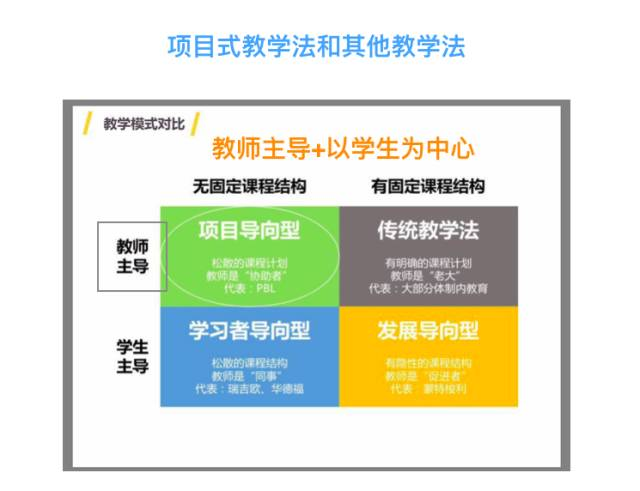 项目式教学法和其他教学法
教学模式对比
教师主导+以学生为中心
无固定课程结构
有固定课程结构
教师
主导
项目导向型
松散的课程计划
教师是“协助者”
代表：PBL
传统教学法
有明确的课程计划
教师是“老大”
代表：大部分体制内教育
学生
主导
学习者导向型
松散的课程结构
教师是“同事”
代表：瑞吉欧、华德福
发展导向型
有隐性的课程结构
教师是“促进者”
代表：蒙特梭利